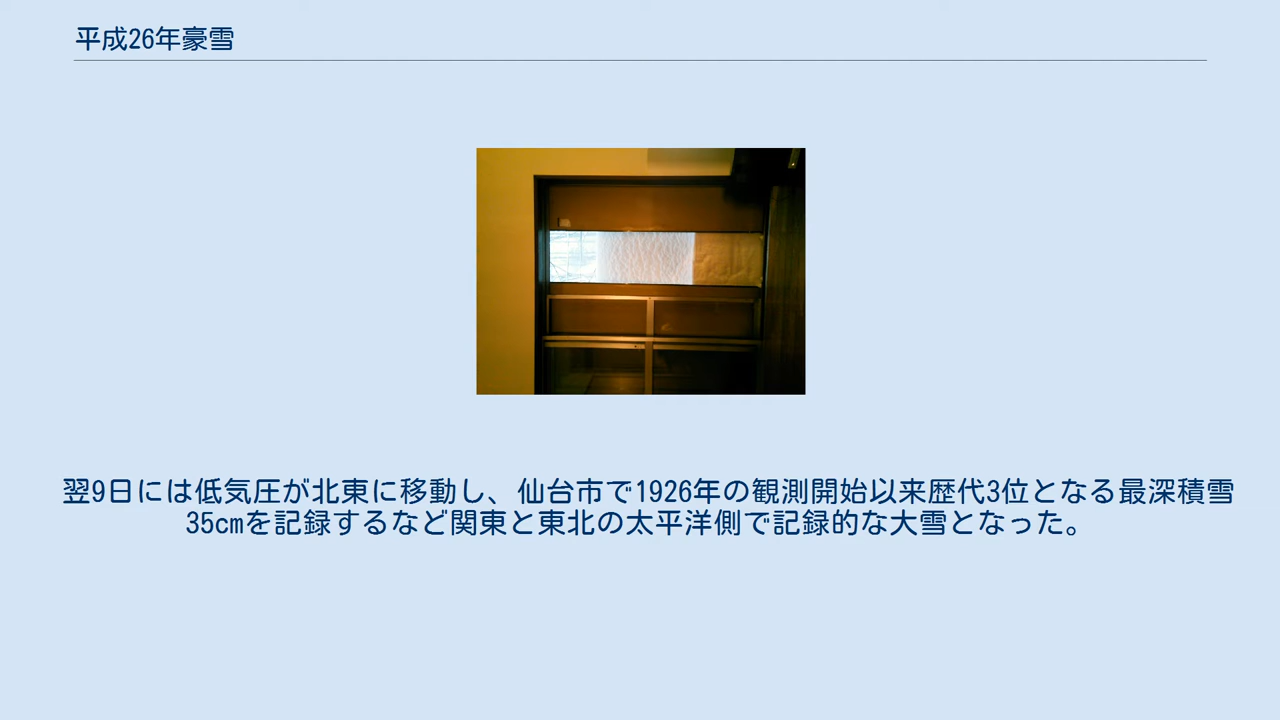 平成26年豪雪
翌9日には低気圧が北東に移動し、仙台市で1926年の観測開始以来歴代3位となる最深積雪
35cmを記録するなど関東と東北の太平洋側で記録的な大雪となった。